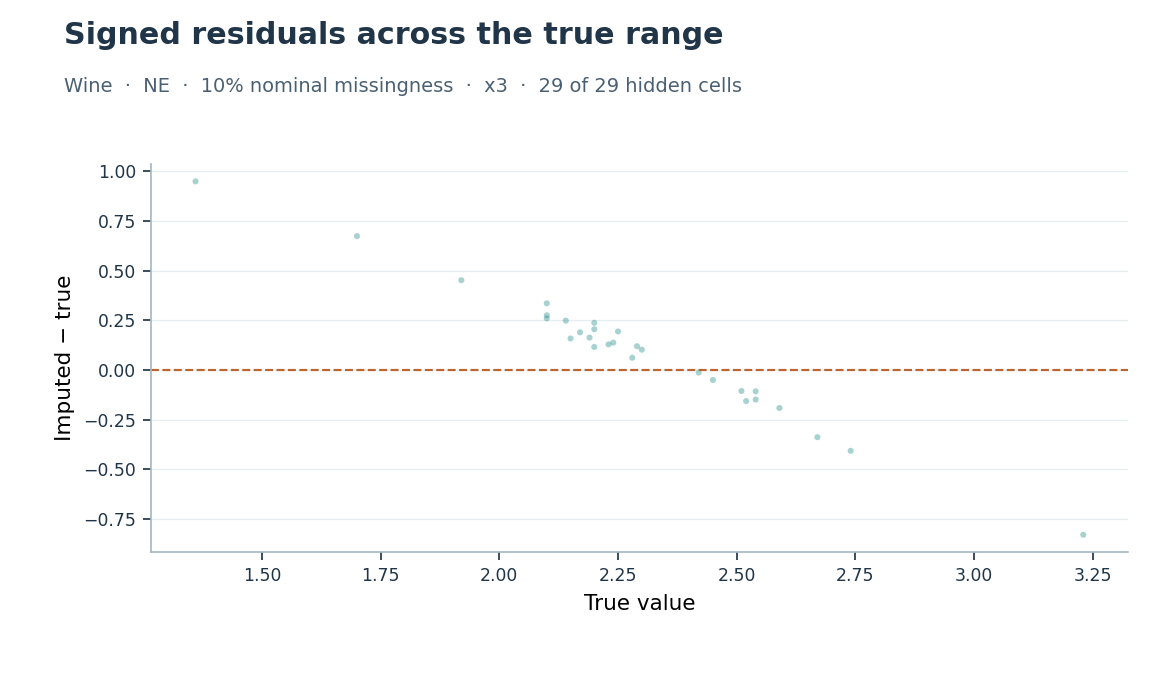 Signed residuals across the true range
Wine · NE · 10% nominal missingness · x3 · 29 of 29 hidden cells
1.00
0.75
0.50
0.25
0.00
−0.25
−0.50
−0.75
Imputed − true
1.50 1.75 2.00 2.25 2.50 2.75 3.00 3.25
True value